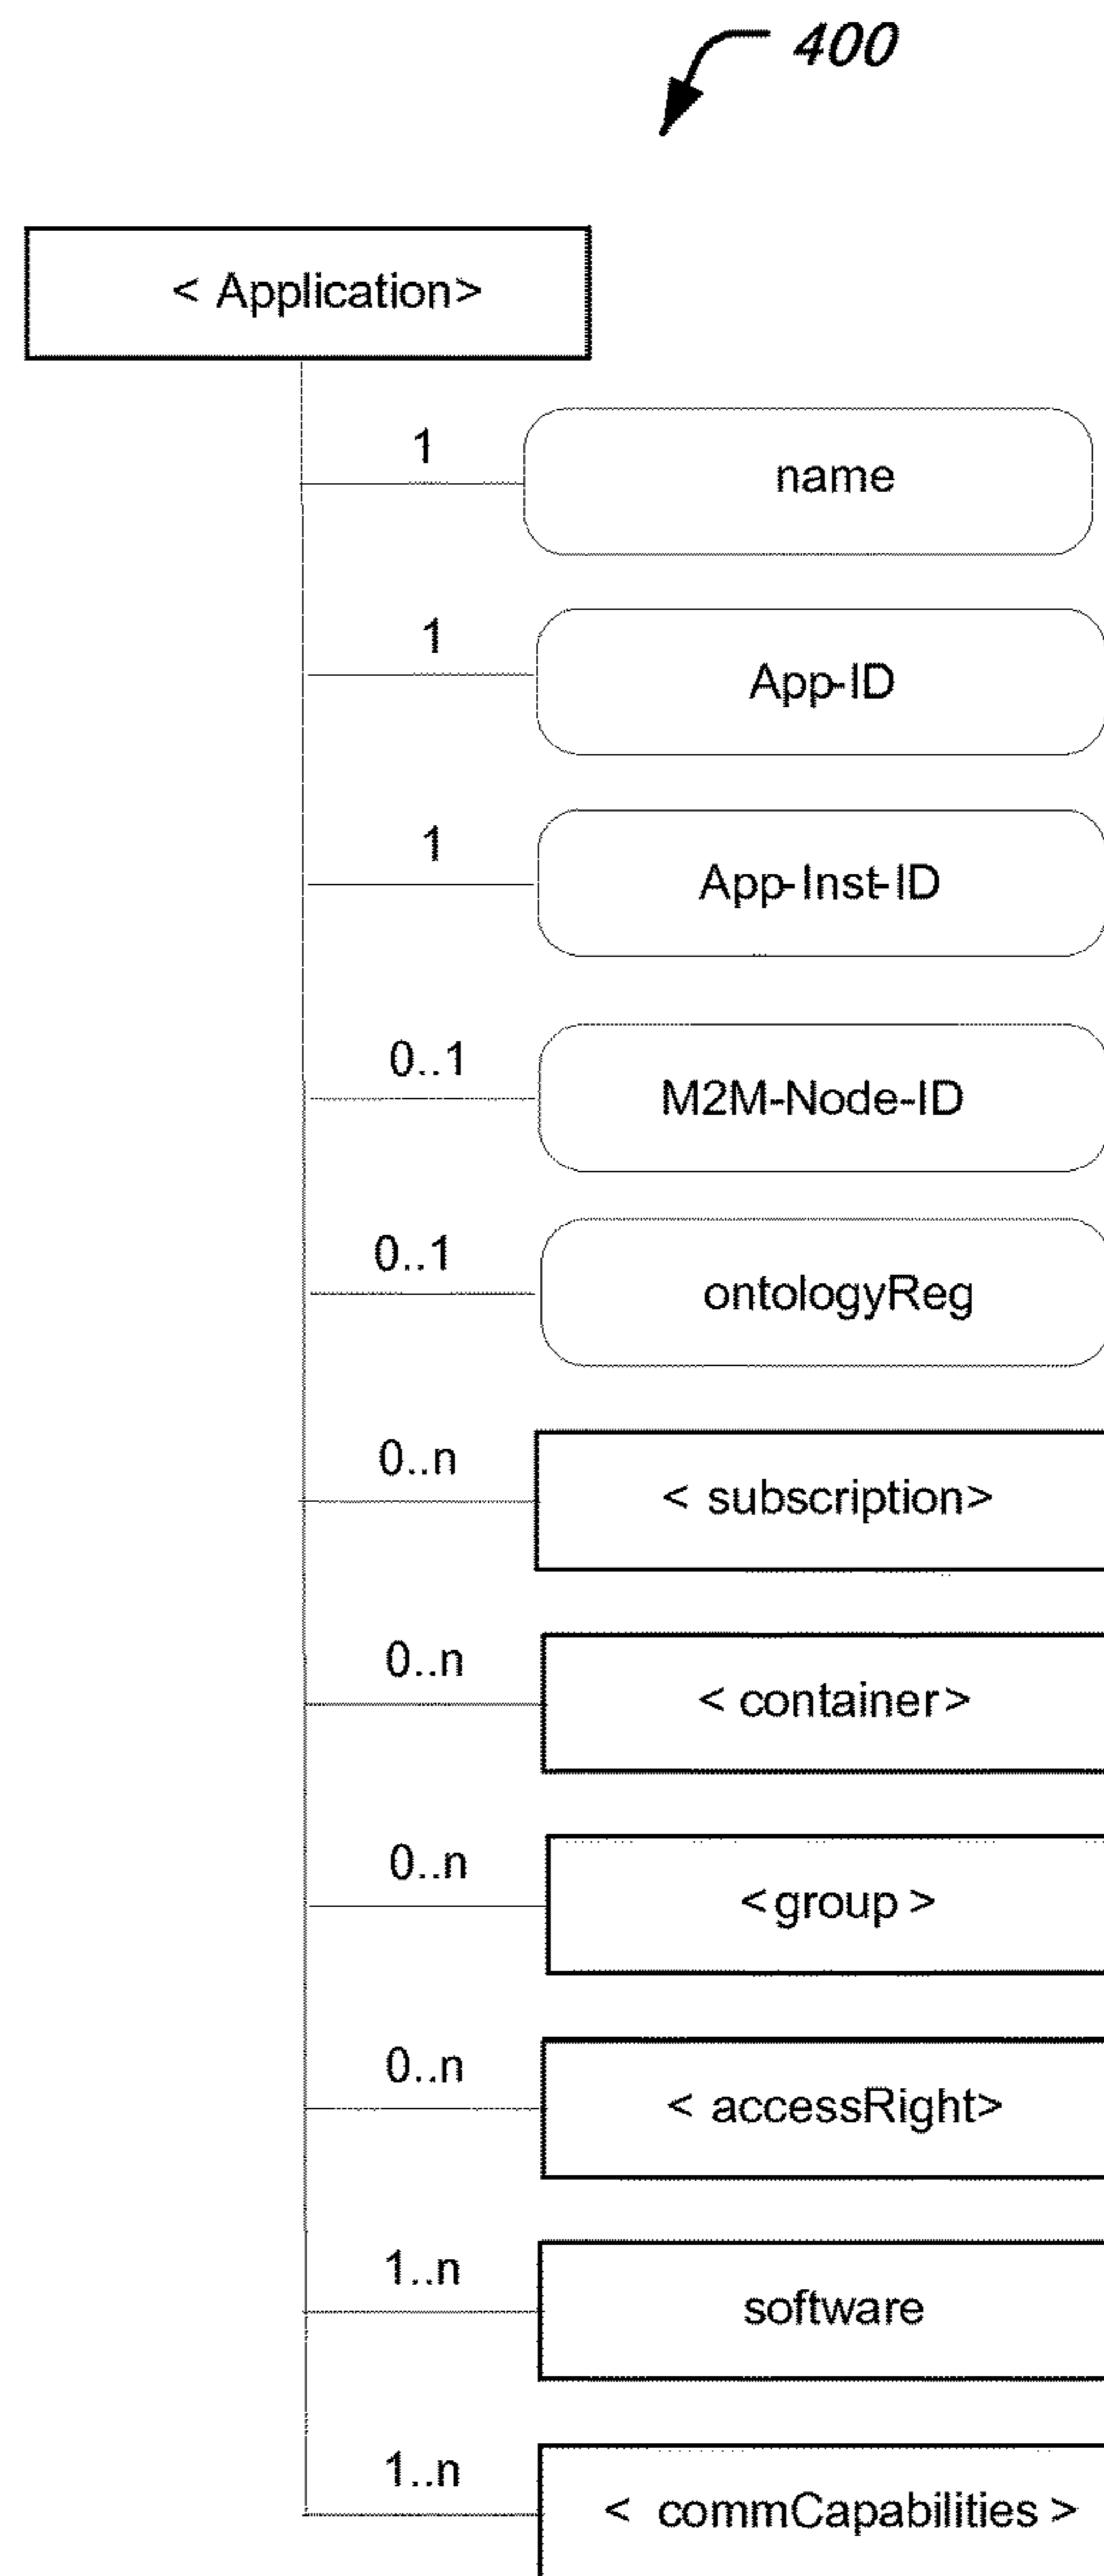 400
< Application>
1
name
1
App-ID
1
App-Inst-ID
0..1
M2M-Node-ID
0..1
ontologyReg
0..n
< subscription>
0..n
< container>
0..n
<group >
0..n
< accessRight>
1..n
software
1..n
< commCapabilities >